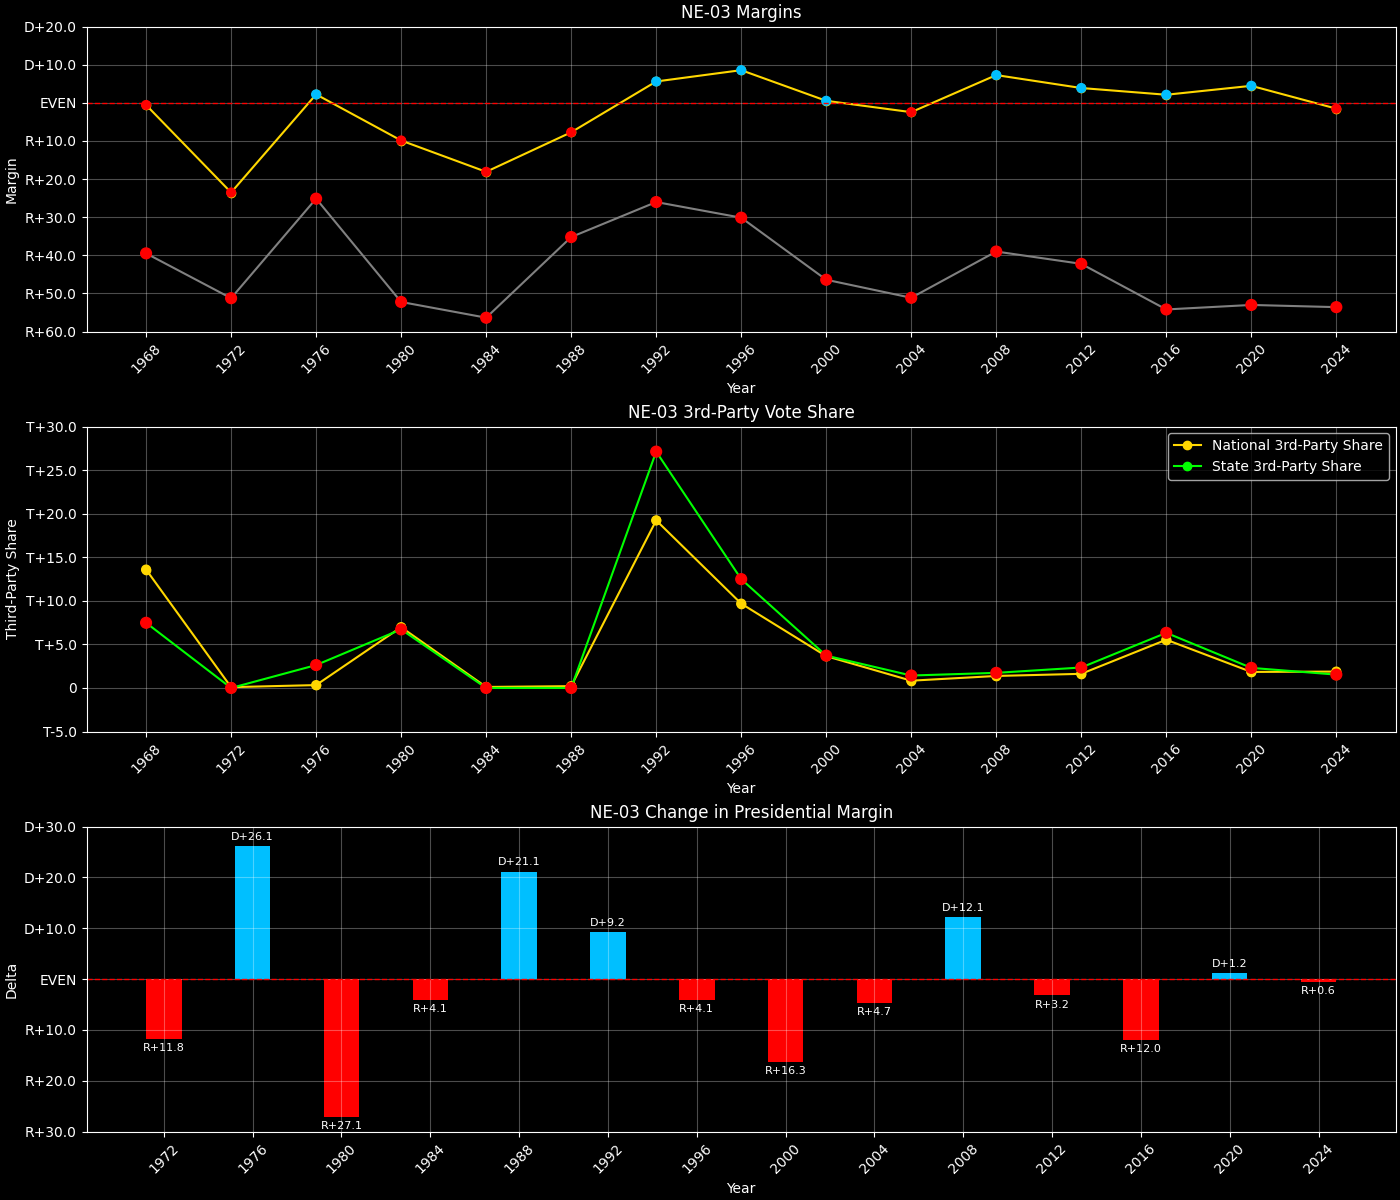 NE-03 Margins
D+20.0
D+10.0
EVEN
R+10.0
R+20.0
R+30.0
R+40.0
R+50.0
R+60.0
Margin
1968 1972 1976 1980 1984 1988 1992 1996 2000 2004 2008 2012 2016 2020 2024
Year
NE-03 3rd-Party Vote Share
T+30.0
T+25.0
T+20.0
T+15.0
T+10.0
T+5.0
0
T-5.0
Third-Party Share
National 3rd-Party Share
State 3rd-Party Share
1968 1972 1976 1980 1984 1988 1992 1996 2000 2004 2008 2012 2016 2020 2024
Year
NE-03 Change in Presidential Margin
D+30.0
D+20.0
D+10.0
EVEN
R+10.0
R+20.0
R+30.0
Delta
R+11.8
D+26.1
R+27.1
R+4.1
D+21.1
D+9.2
R+4.1
R+16.3
R+4.7
D+12.1
R+3.2
R+12.0
D+1.2
R+0.6
1972 1976 1980 1984 1988 1992 1996 2000 2004 2008 2012 2016 2020 2024
Year